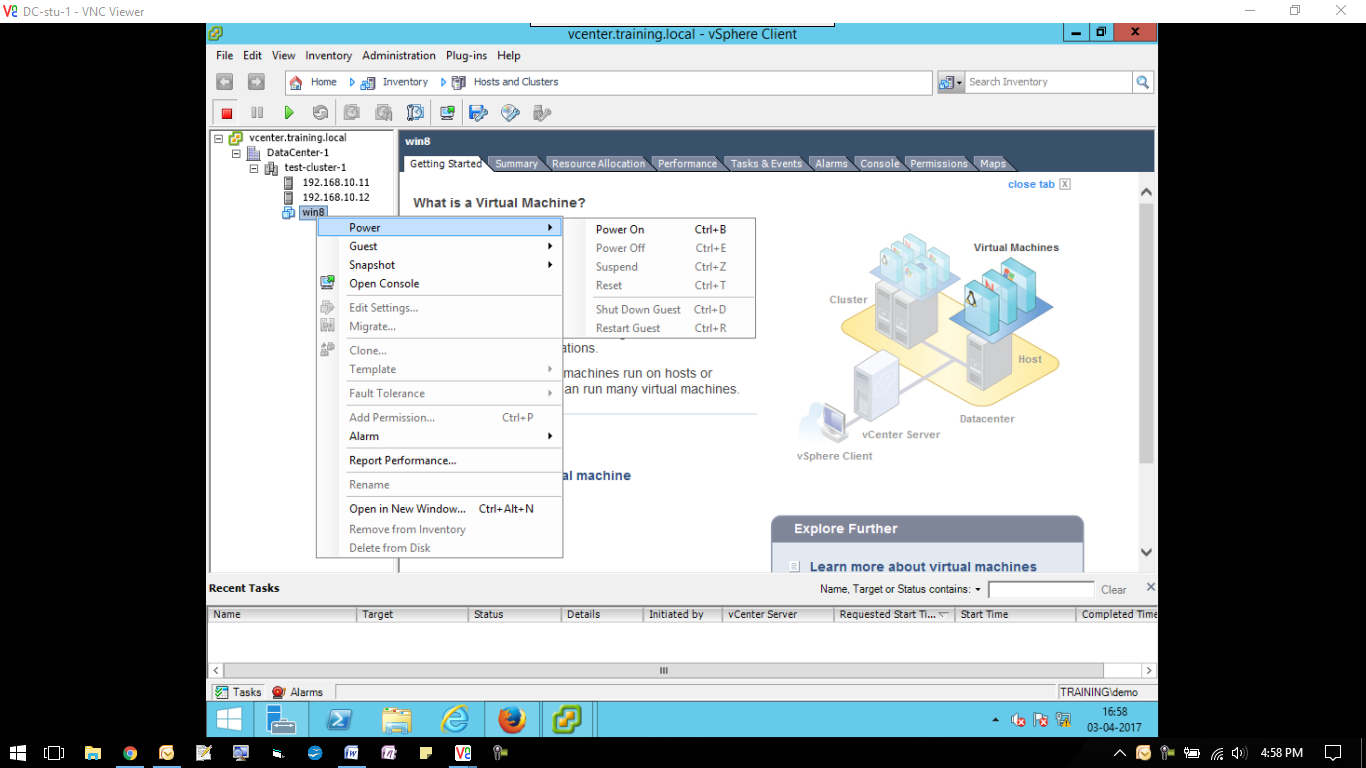 DC-stu-1 - VNC Viewer
vcenter.training.local - vSphere Client
File Edit View Inventory Administration Plug-ins Help
Home Inventory Hosts and Clusters
Search Inventory
vcenter.training.local
DataCenter-1
test-cluster-1
192.168.10.11
192.168.10.12
win8
win8
Getting Started Summary Resource Allocation Performance Tasks & Events Alarms Console Permissions Maps
close tab
What is a Virtual Machine?
Power
Guest
Snapshot
Open Console
Edit Settings...
Migrate...
Clone...
Template
Fault Tolerance
Add Permission... Ctrl+P
Alarm
Report Performance...
Rename
Open in New Window... Ctrl+Alt+N
Remove from Inventory
Delete from Disk
Power On Ctrl+B
Power Off Ctrl+E
Suspend Ctrl+Z
Reset Ctrl+T
Shut Down Guest Ctrl+D
Restart Guest Ctrl+R
ations.
machines run on hosts or
an run many virtual machines.
al machine
Virtual Machines
Cluster
Host
Datacenter
vCenter Server
vSphere Client
Explore Further
Learn more about virtual machines
Recent Tasks
Name, Target or Status contains:
Clear
Name Target Status Details Initiated by vCenter Server Requested Start Ti... Start Time Completed Time
Tasks Alarms
TRAINING\demo
16:58
03-04-2017
4:58 PM